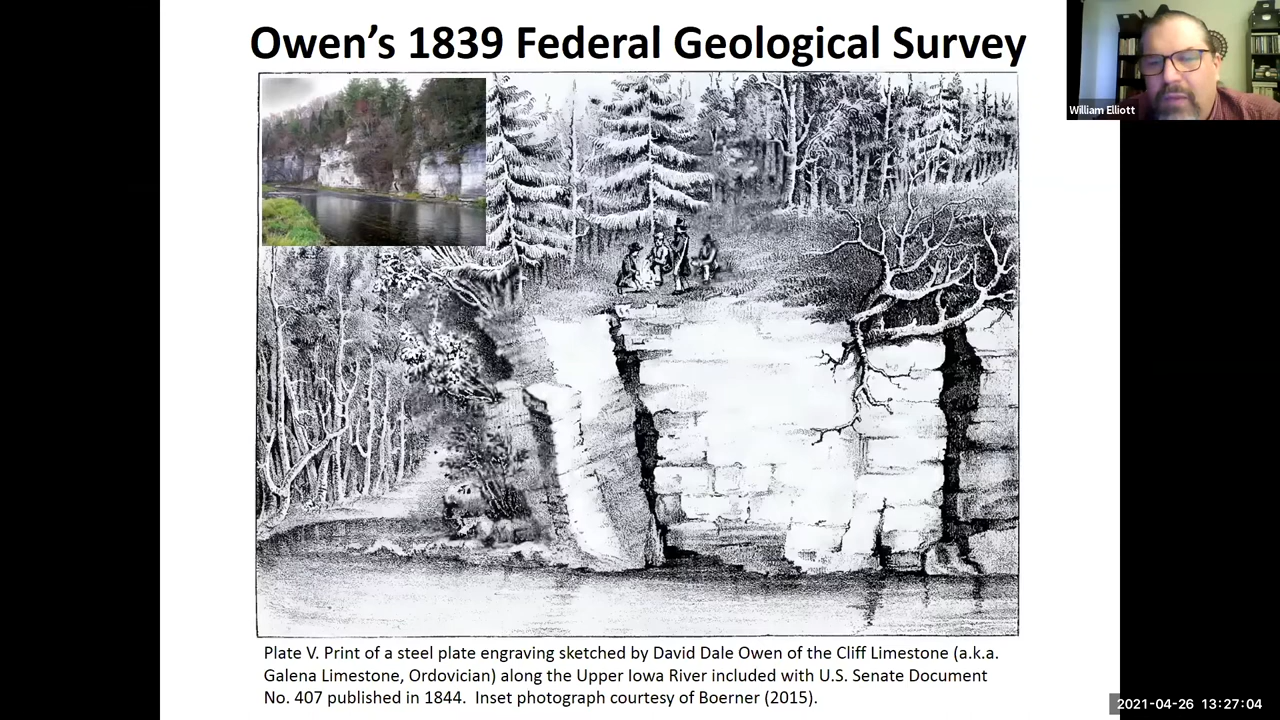 Owen’s 1839 Federal Geological Survey
William Elliott
Plate V. Print of a steel plate engraving sketched by David Dale Owen of the Cliff Limestone (a.k.a.
Galena Limestone, Ordovician) along the Upper Iowa River included with U.S. Senate Document
No. 407 published in 1844.  Inset photograph courtesy of Boerner (2015).
2021-04-26 13:27:04